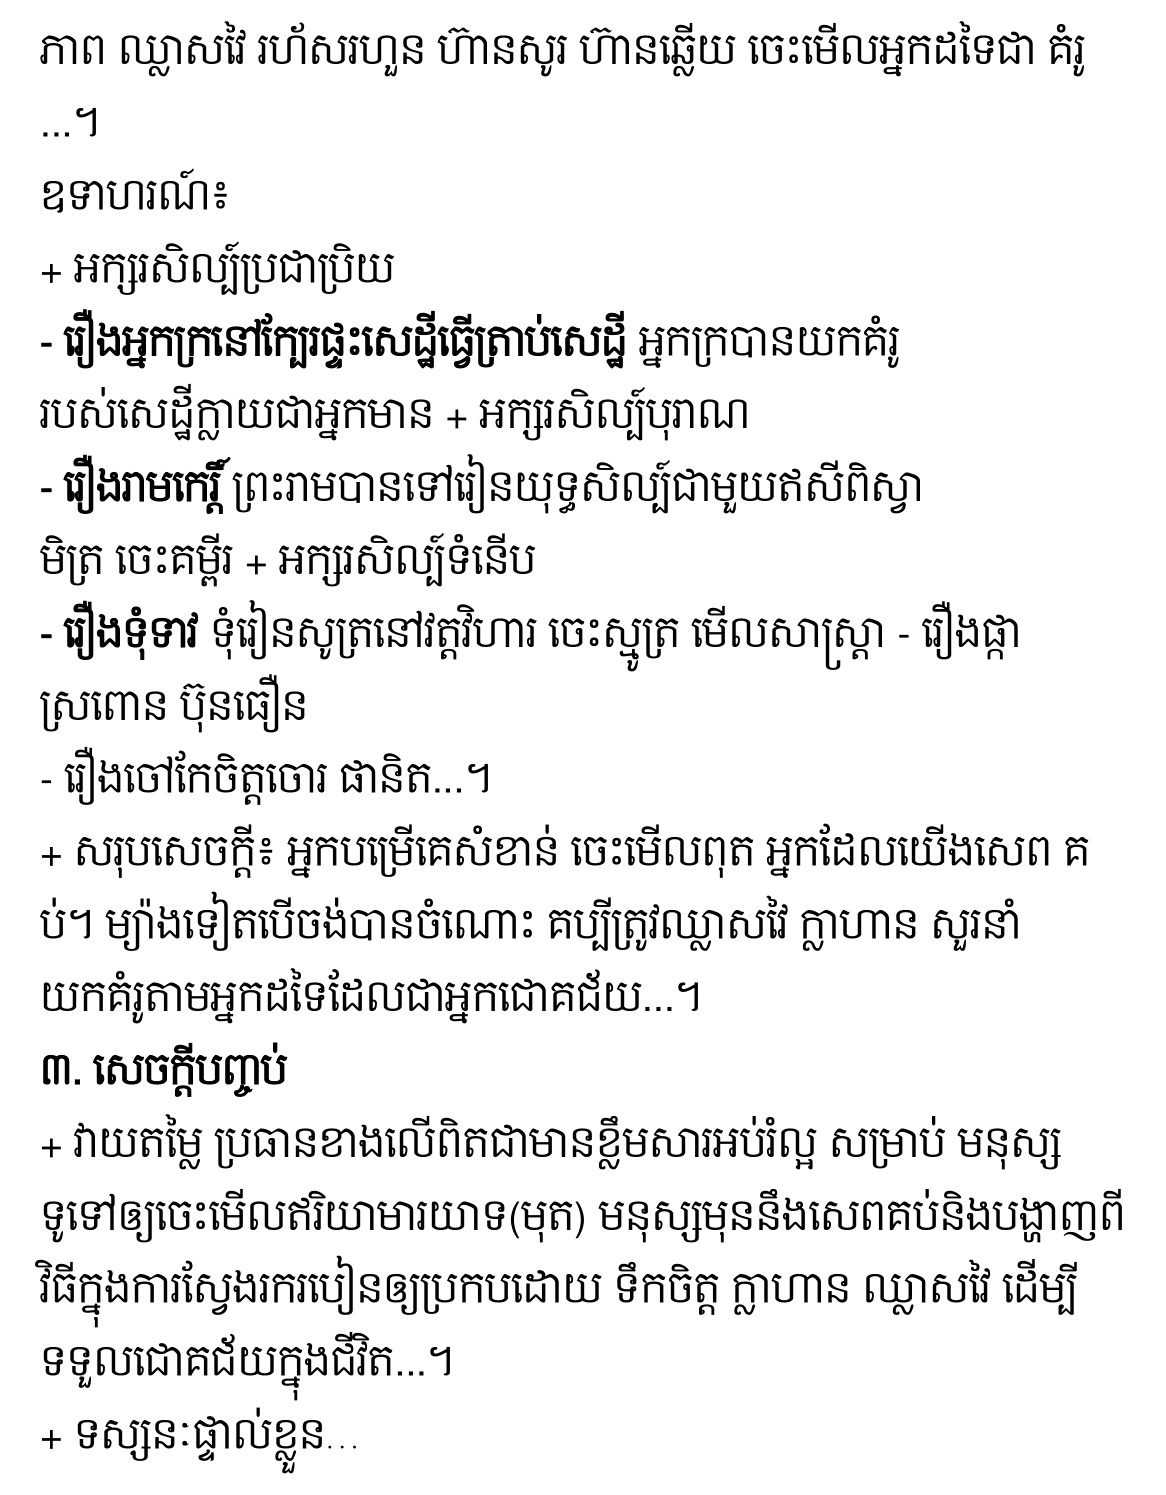 ភាព ឈ្លាសវៃ រហ័សរហួន ហ៊ានសូរ ហ៊ានឆ្លើយ ចេះមើលអ្នកដទៃជា គំរូ
...។
ឧទាហរណ៍៖
+ អក្សរសិល្ប៍ប្រជាប្រិយ
- រឿងអ្នកក្រនៅក្បែរផ្ទះសេដ្ឋីធ្វើត្រាប់សេដ្ឋី អ្នកក្របានយកគំរូ
របស់សេដ្ឋីក្លាយជាអ្នកមាន + អក្សរសិល្ប៍បុរាណ
- រឿងរាមកេរ្តិ៍ ព្រះរាមបានទៅរៀនយុទ្ធសិល្ប៍ជាមួយឥសីពិស្វា
មិត្រ ចេះគម្ពីរ + អក្សរសិល្ប៍ទំនើប
- រឿងទុំទាវ ទុំរៀនសូត្រនៅវត្តវិហារ ចេះស្មូត្រ មើលសាស្ត្រា - រឿងផ្កា
ស្រពោន ប៊ុនធឿន
- រឿងចៅកែចិត្តចោរ ផានិត...។
+ សរុបសេចក្តី៖ អ្នកបម្រើគេសំខាន់ ចេះមើលពុត អ្នកដែលយើងសេព គ
ប់។ ម្យ៉ាងទៀតបើចង់បានចំណោះ គប្បីត្រូវឈ្លាសវៃ ក្លាហាន សួរនាំ
យកគំរូតាមអ្នកដទៃដែលជាអ្នកជោគជ័យ...។
៣. សេចក្តីបញ្ចប់
+ វាយតម្លៃ ប្រធានខាងលើពិតជាមានខ្លឹមសារអប់រំល្អ សម្រាប់ មនុស្ស
ទូទៅឲ្យចេះមើលឥរិយាមារយាទ(មុត) មនុស្សមុននឹងសេពគប់និងបង្ហាញពី
វិធីក្នុងការស្វែងរករបៀនឲ្យប្រកបដោយ ទឹកចិត្ត ក្លាហាន ឈ្លាសវៃ ដើម្បី
ទទួលជោគជ័យក្នុងជីវិត...។
+ ទស្សនៈផ្ទាល់ខ្លួន...